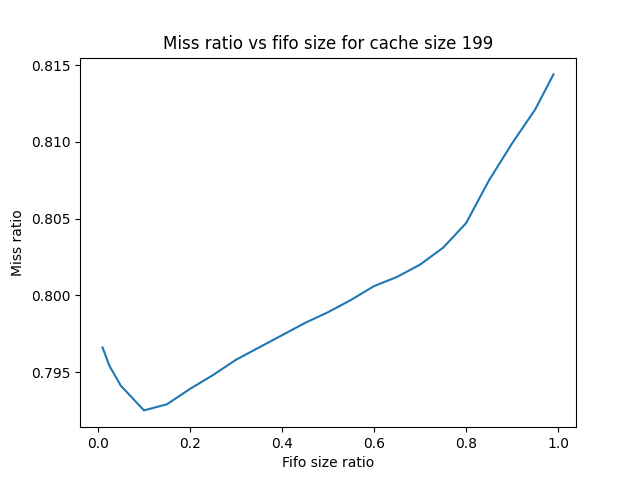 Miss ratio vs fifo size for cache size 199
0.815
0.810
0.805
0.800
0.795
Miss ratio
0.0 0.2 0.4 0.6 0.8 1.0
Fifo size ratio